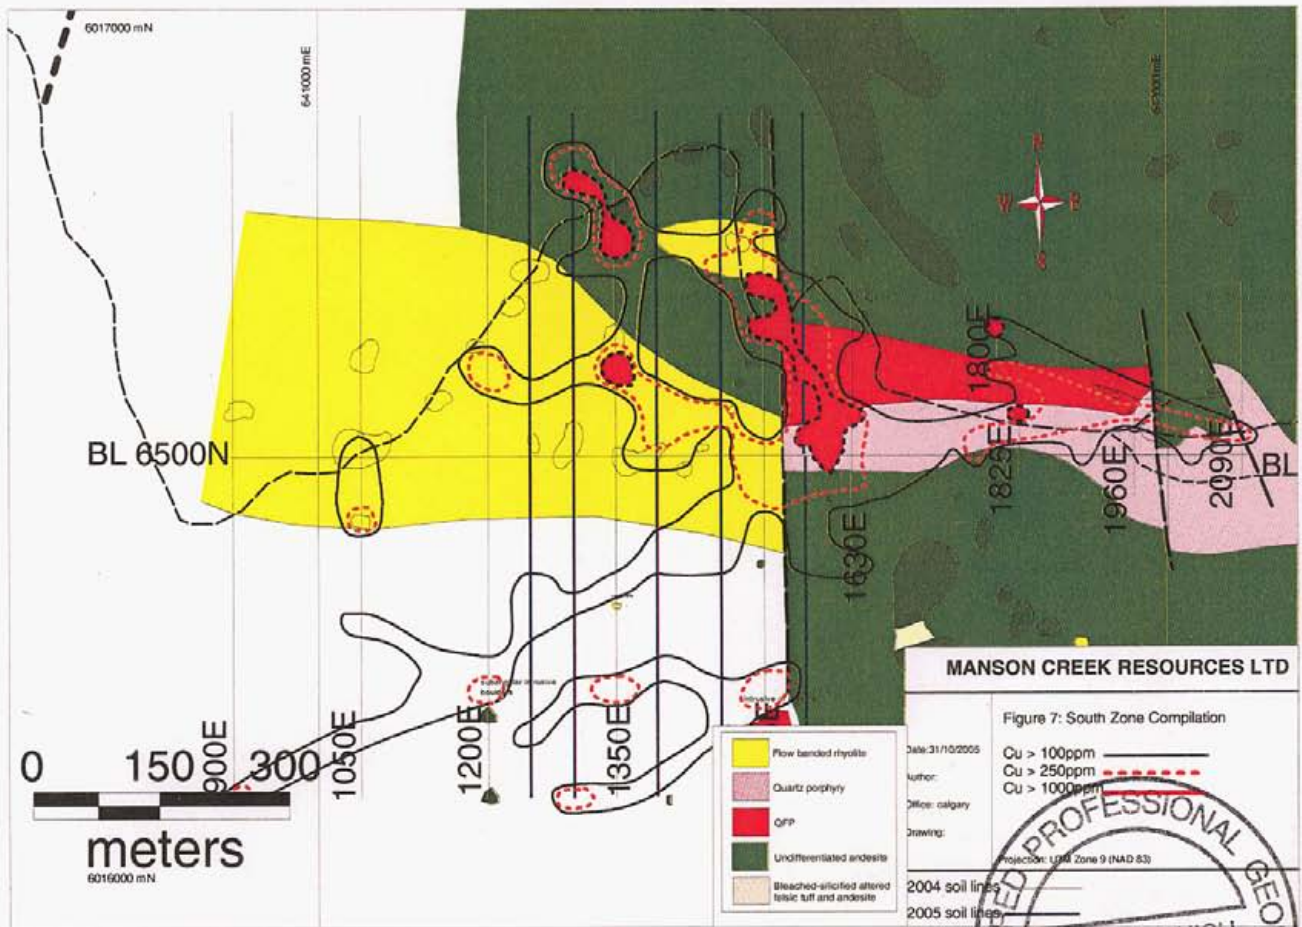 6017000 mN
641000 mE
N
W E
S
1800E
BL 6500N
1825E
1960E
2090E
BL
1630E
900E
1050E
1200E
1350E
0 150 300
meters
6016000 mN
MANSON CREEK RESOURCES LTD
Figure 7: South Zone Compilation
Date:31/10/2005
Author:
Office: calgary
Drawing:
Cu > 100ppm
Cu > 250ppm
Cu > 1000ppm
Projection: UTM Zone 9 (NAD 83)
2004 soil lines
2005 soil lines
Flow banded rhyolite
Quartz porphyry
QFP
Undifferentiated andesite
Bleached-silicified altered
felsic tuff and andesite
PROFESSIONAL GEO